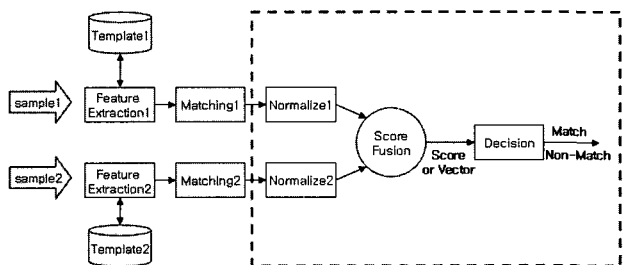 Template1
sample1
Feature
Extraction1
Matching1
Normalize1
Score
Fusion
Score
or Vector
Decision
Match
Non-Match
sample2
Feature
Extraction2
Matching2
Normalize2
Template2